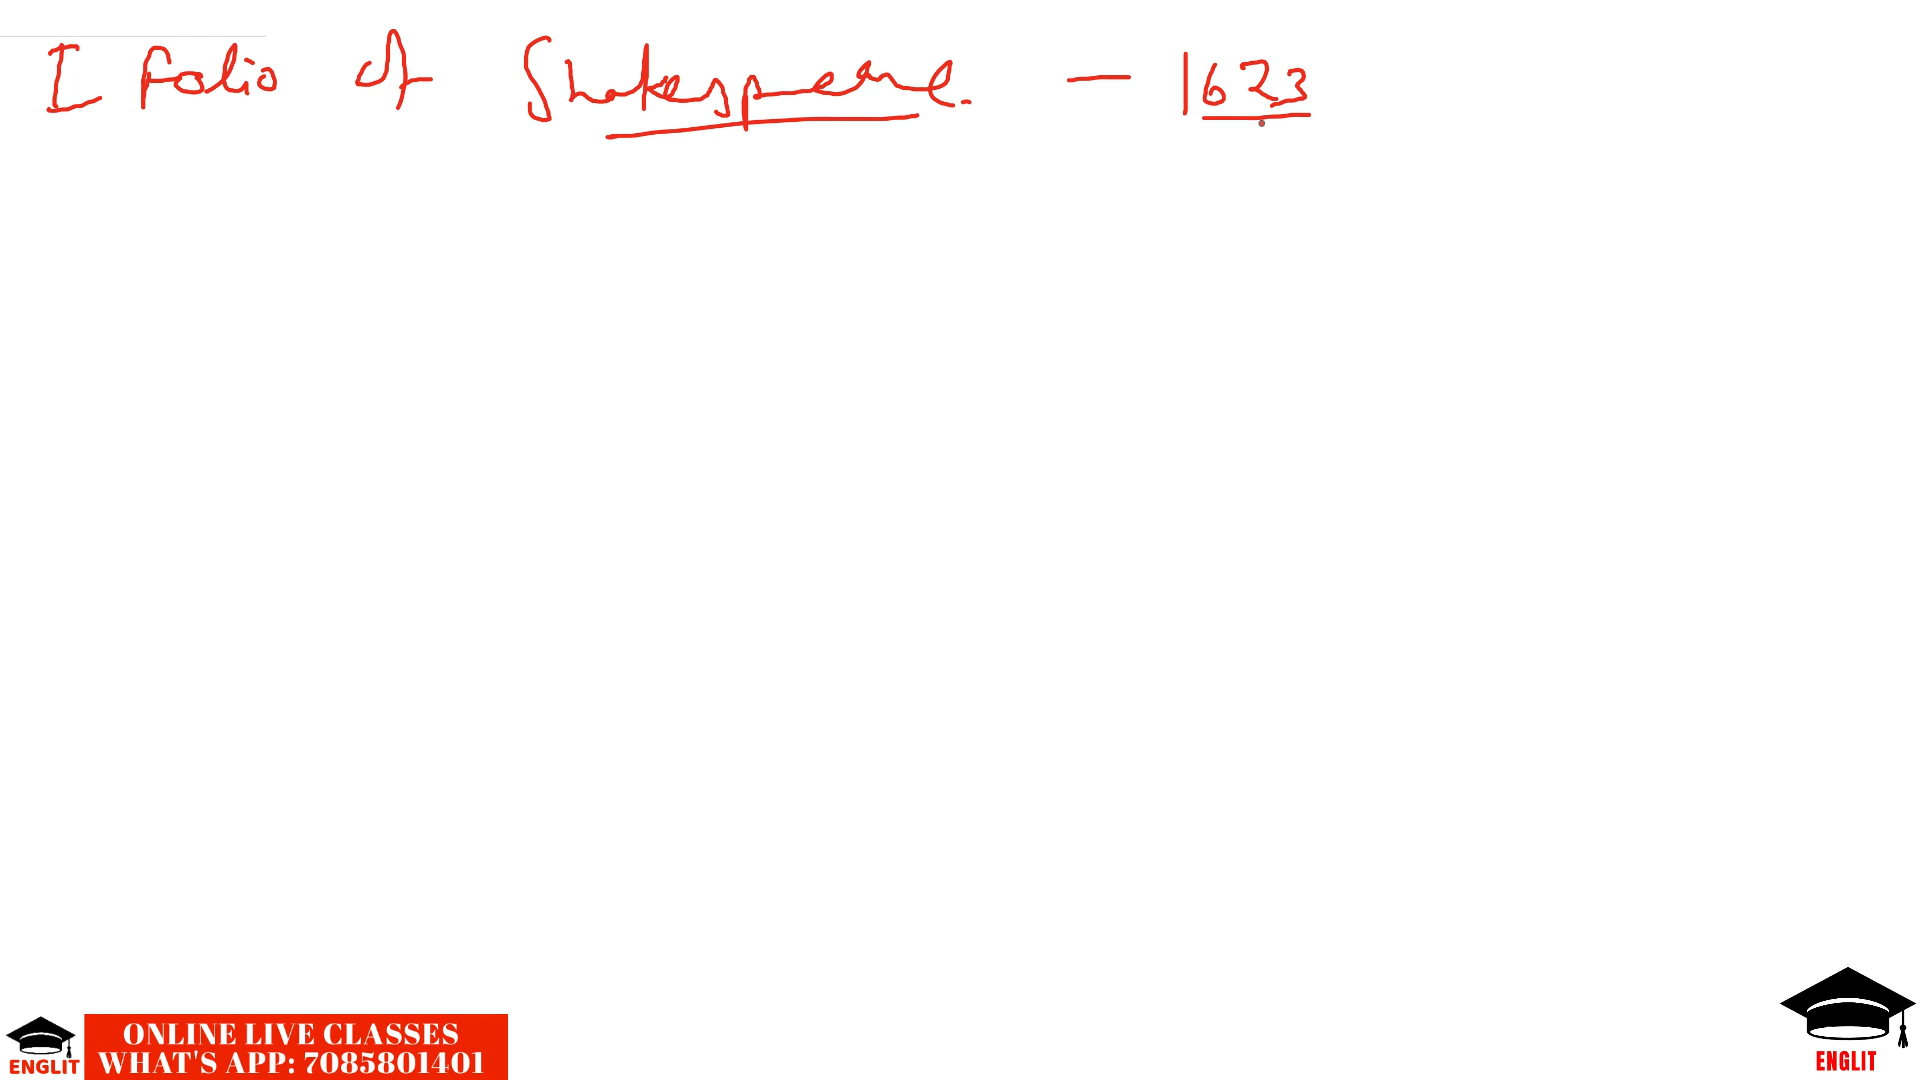 I Folio of Shakespeare. — 1623
ONLINE LIVE CLASSES
WHAT'S APP: 7085801401
ENGLIT
ENGLIT